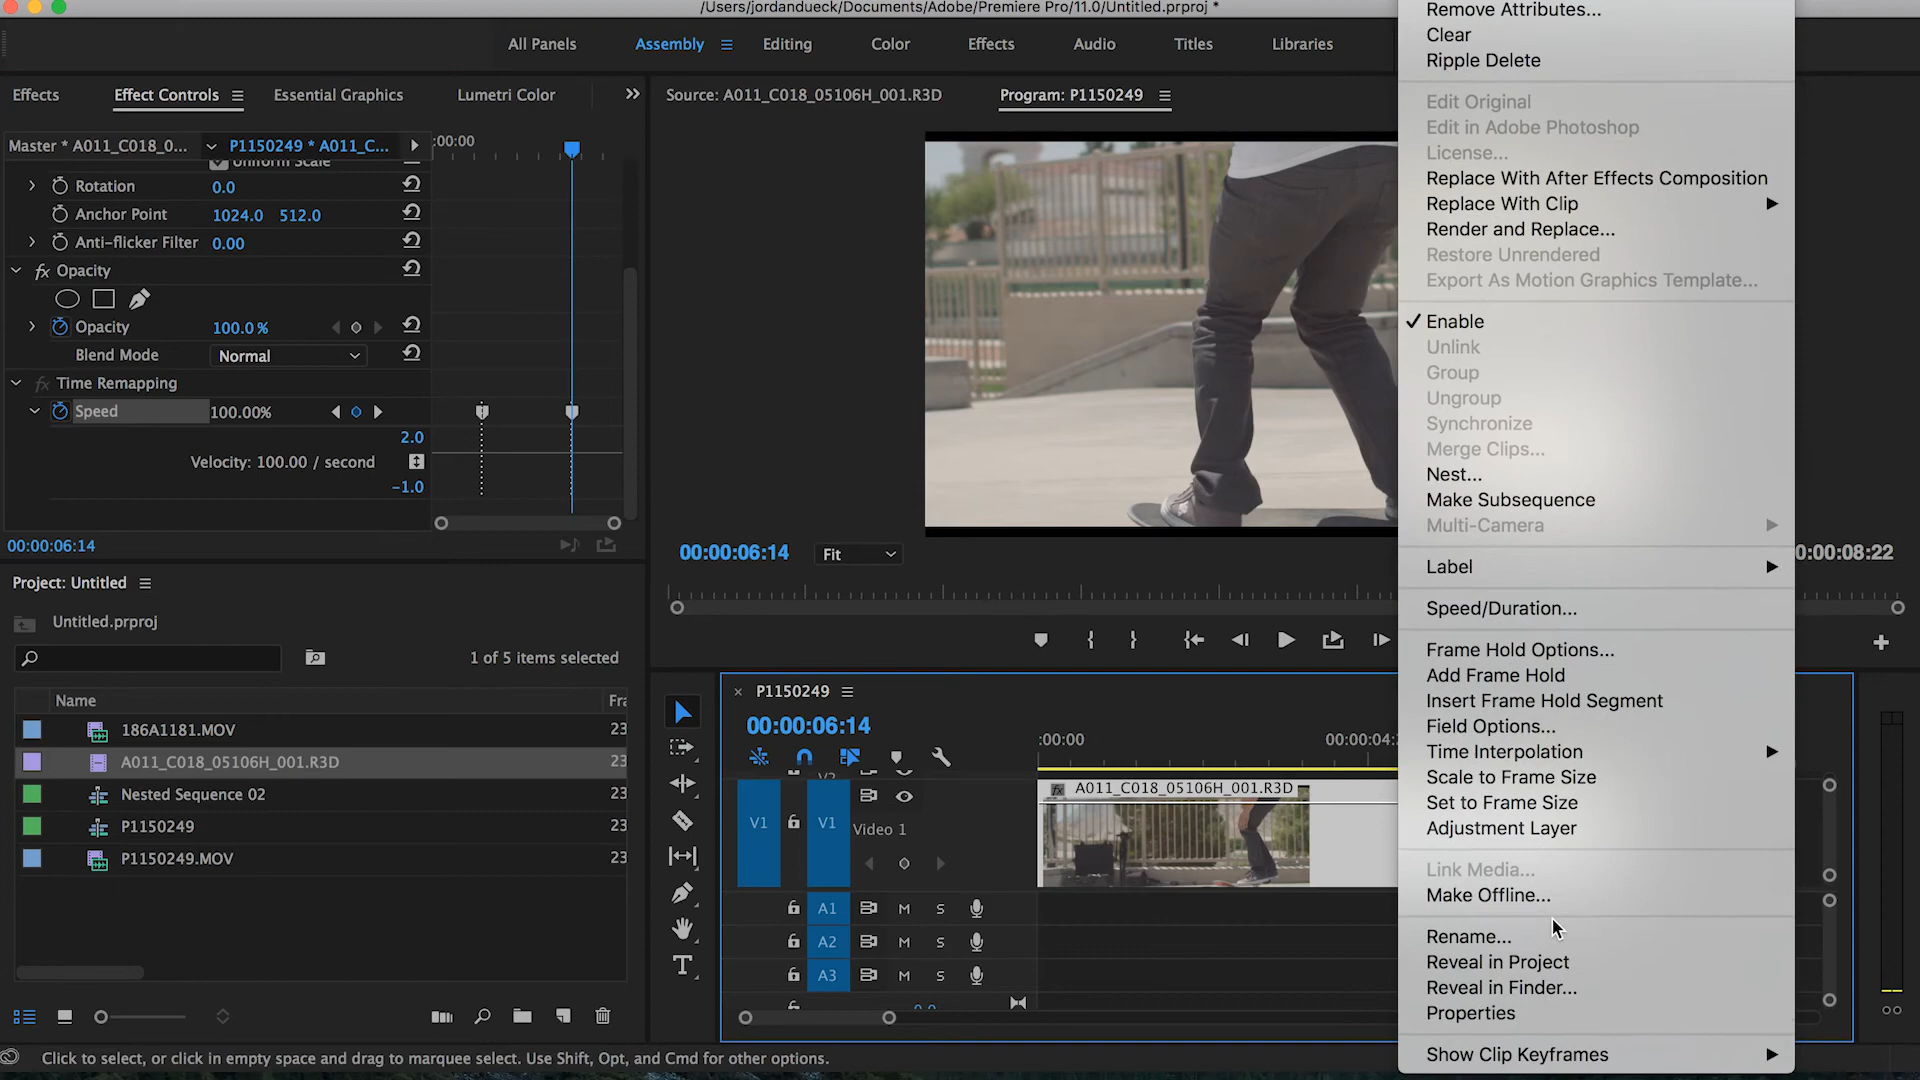 /Users/jordandueck/Documents/Adobe/Premiere Pro/11.0/Untitled.prproj *
All Panels
Assembly
Editing
Color
Effects
Audio
Titles
Libraries
Effects
Effect Controls
Essential Graphics
Lumetri Color
Master * A011_C018_0...
P1150249 * A011_C...
:00:00
Uniform Scale
Rotation
0.0
Anchor Point
1024.0 512.0
Anti-flicker Filter
0.00
fx Opacity
Opacity
100.0 %
Blend Mode
Normal
fx Time Remapping
Speed
100.00%
2.0
Velocity: 100.00 / second
-1.0
00:00:06:14
Source: A011_C018_05106H_001.R3D
Program: P1150249
00:00:06:14
Fit
0:00:08:22
Project: Untitled
Untitled.prproj
1 of 5 items selected
Name
Fra
186A1181.MOV
23
A011_C018_05106H_001.R3D
23
Nested Sequence 02
23
P1150249
23
P1150249.MOV
23
P1150249
00:00:06:14
:00:00
00:00:04:2
V2
V1
V1
Video 1
fx A011_C018_05106H_001.R3D
A1 M S
A2 M S
A3 M S
0.0
Remove Attributes...
Clear
Ripple Delete
Edit Original
Edit in Adobe Photoshop
License...
Replace With After Effects Composition
Replace With Clip
Render and Replace...
Restore Unrendered
Export As Motion Graphics Template...
✓ Enable
Unlink
Group
Ungroup
Synchronize
Merge Clips...
Nest...
Make Subsequence
Multi-Camera
Label
Speed/Duration...
Frame Hold Options...
Add Frame Hold
Insert Frame Hold Segment
Field Options...
Time Interpolation
Scale to Frame Size
Set to Frame Size
Adjustment Layer
Link Media...
Make Offline...
Rename...
Reveal in Project
Reveal in Finder...
Properties
Show Clip Keyframes
Click to select, or click in empty space and drag to marquee select. Use Shift, Opt, and Cmd for other options.